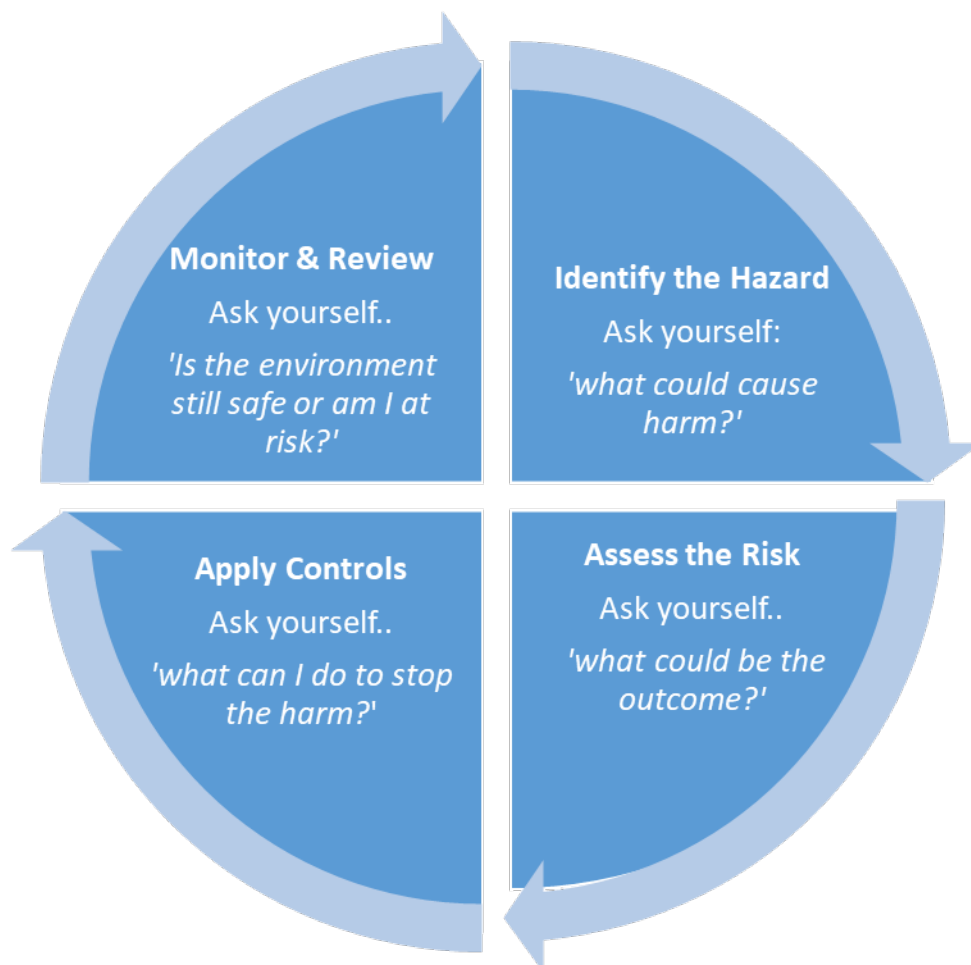 Identify the Hazard
Ask yourself:
'what could cause
harm?'
Assess the Risk
Ask yourself..
'what could be the
outcome?'
Apply Controls
Ask yourself..
'what can I do to stop
the harm?'
Monitor & Review
Ask yourself..
'Is the environment
still safe or am I at
risk?'